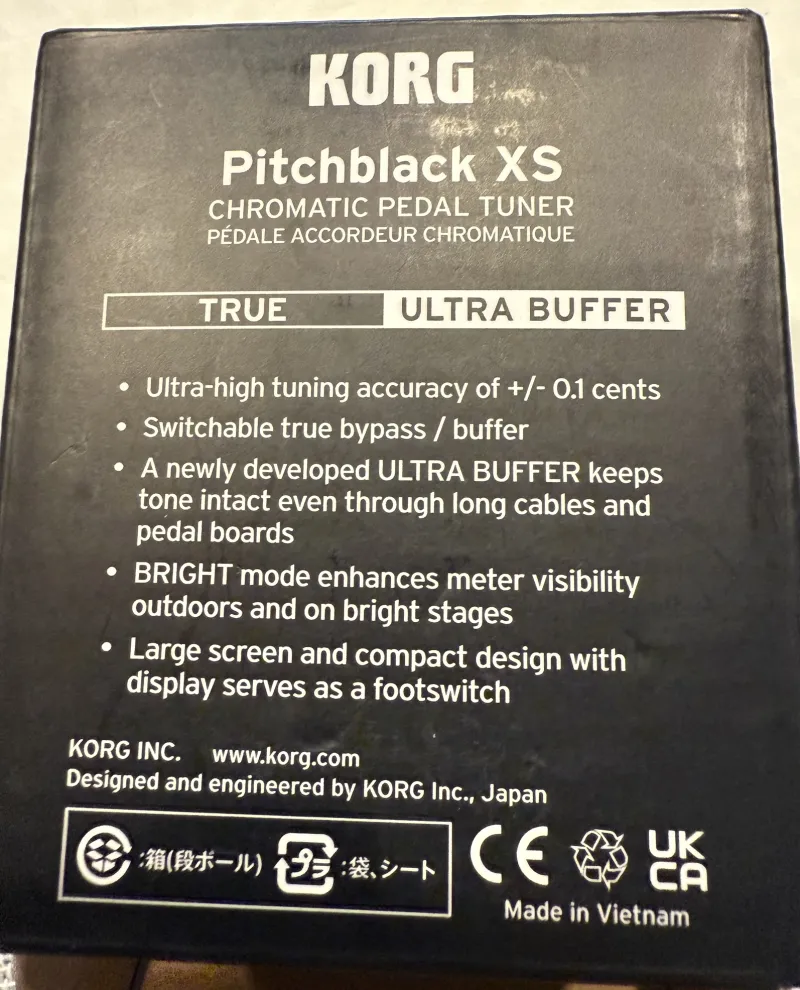 KORG
Pitchblack XS
CHROMATIC PEDAL TUNER
PÉDALE ACCORDEUR CHROMATIQUE
TRUE ULTRA BUFFER
• Ultra-high tuning accuracy of +/- 0.1 cents
• Switchable true bypass / buffer
• A newly developed ULTRA BUFFER keeps
tone intact even through long cables and
pedal boards
• BRIGHT mode enhances meter visibility
outdoors and on bright stages
• Large screen and compact design with
display serves as a footswitch
KORG INC. www.korg.com
Designed and engineered by KORG Inc., Japan
:箱(段ボール) プラ :袋、シート
CE UK
CA
Made in Vietnam